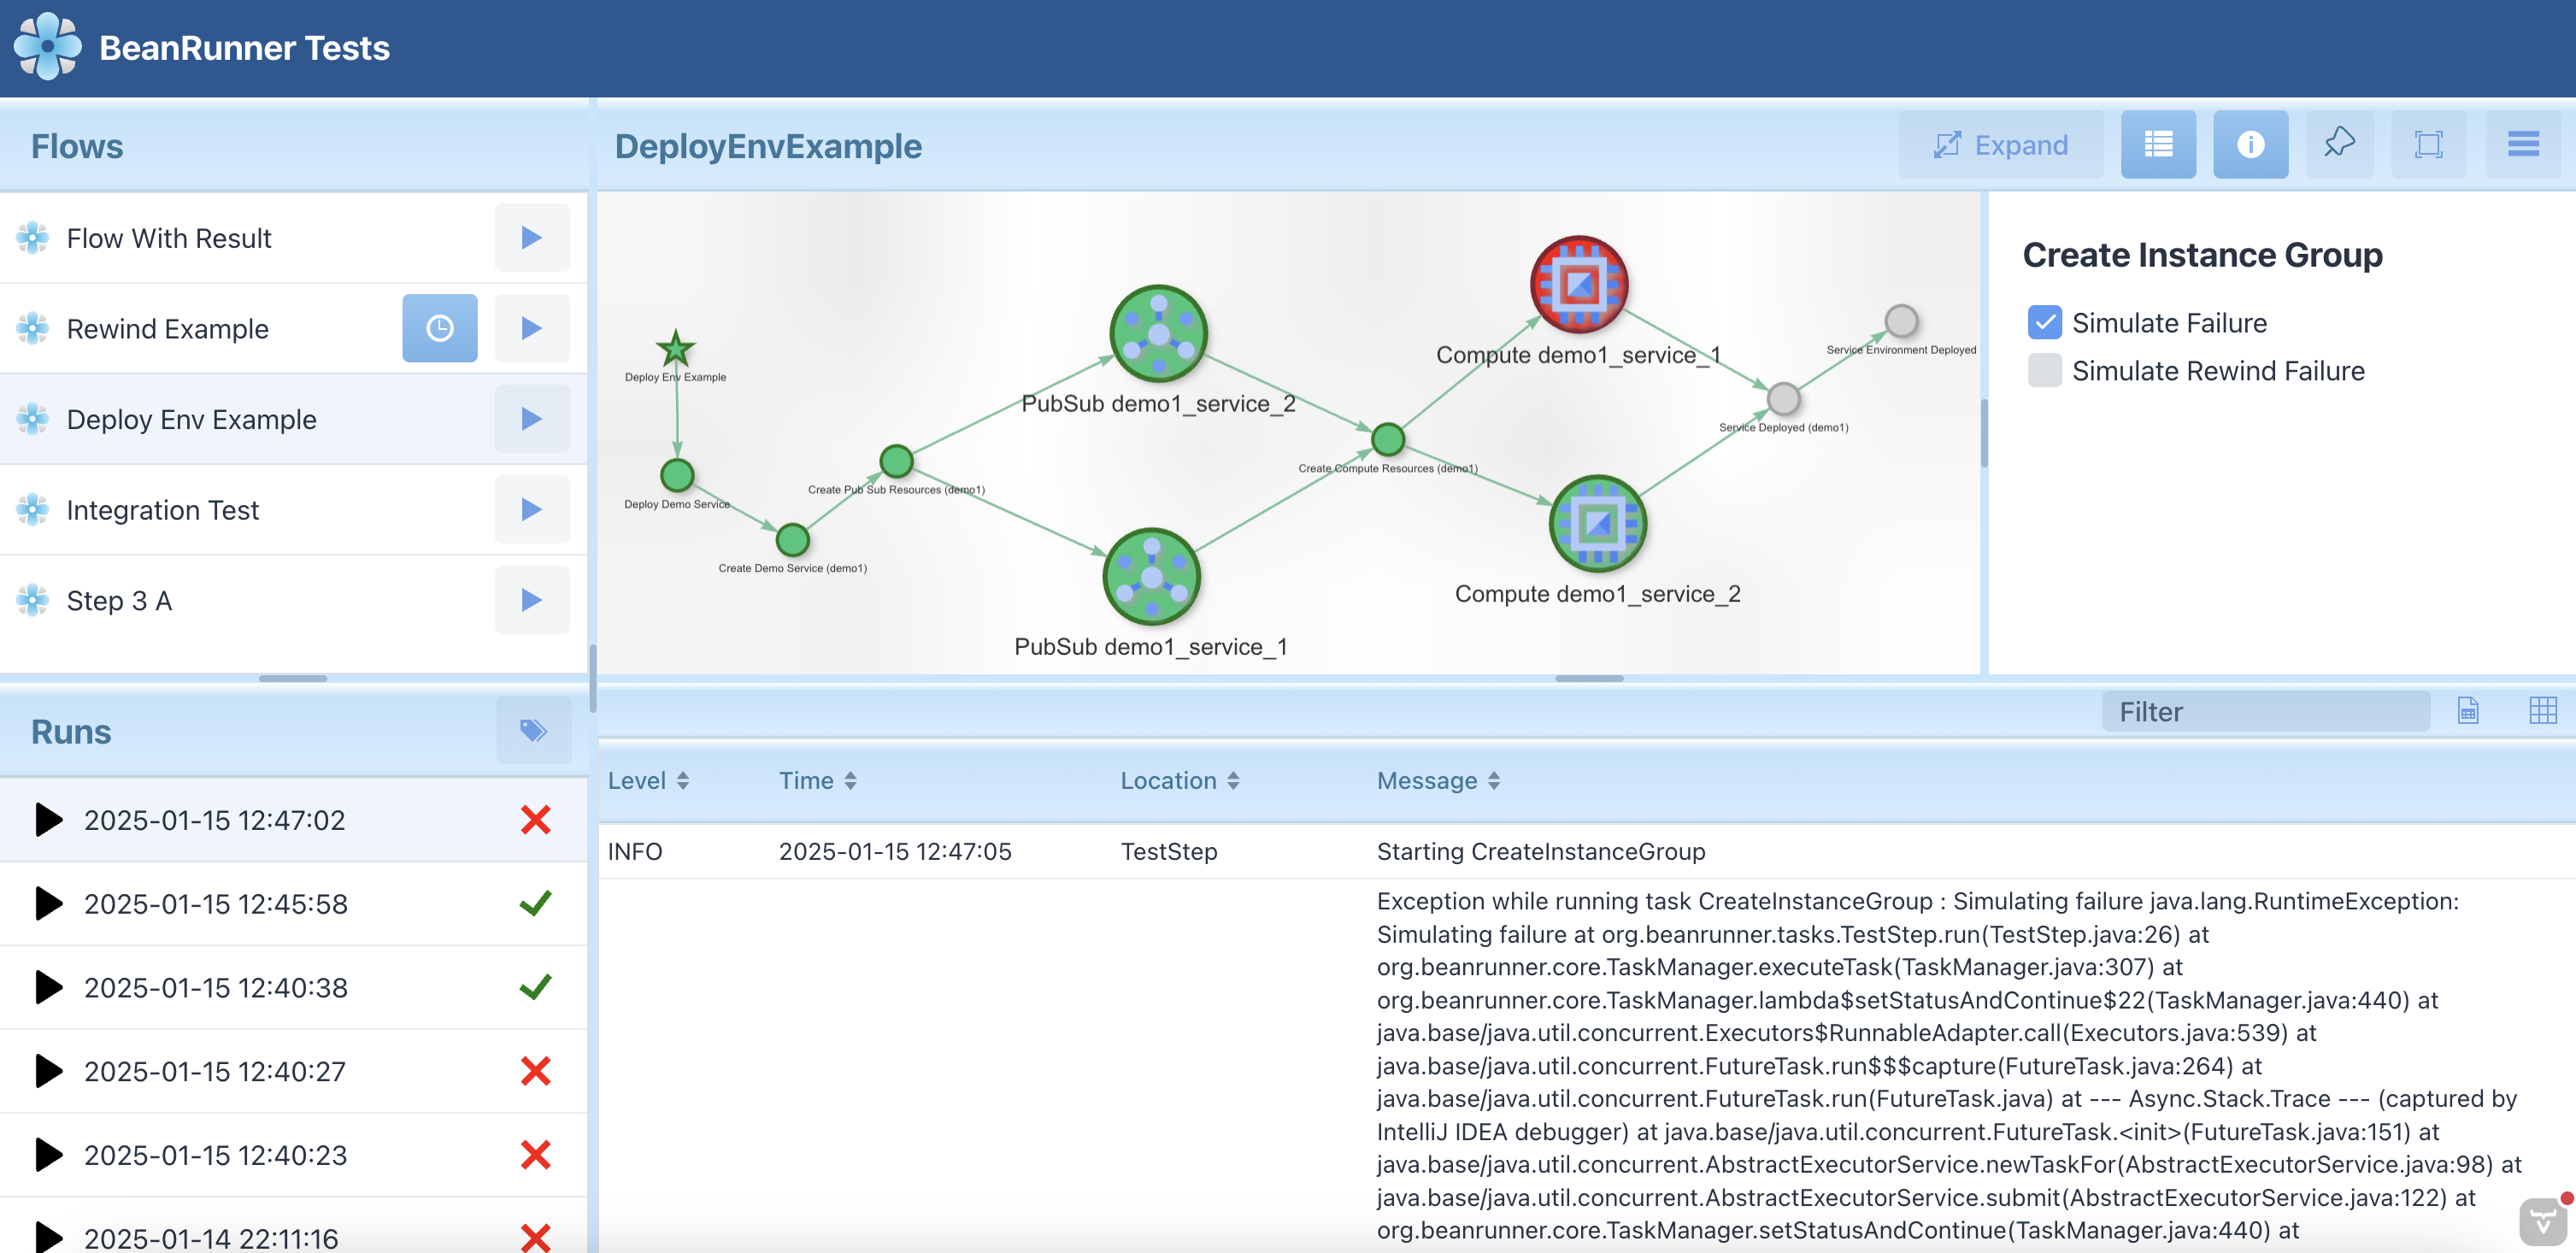 BeanRunner Tests
Flows
Flow With Result
Rewind Example
Deploy Env Example
Integration Test
Step 3 A
Runs
2025-01-15 12:47:02
2025-01-15 12:45:58
2025-01-15 12:40:38
2025-01-15 12:40:27
2025-01-15 12:40:23
2025-01-14 22:11:16
DeployEnvExample
Expand
Deploy Env Example
Deploy Demo Service
Create Demo Service (demo1)
Create Pub Sub Resources (demo1)
PubSub demo1_service_2
PubSub demo1_service_1
Create Compute Resources (demo1)
Compute demo1_service_1
Compute demo1_service_2
Service Deployed (demo1)
Service Environment Deployed
Create Instance Group
Simulate Failure
Simulate Rewind Failure
Filter
Level Time Location Message
INFO 2025-01-15 12:47:05 TestStep Starting CreateInstanceGroup
Exception while running task CreateInstanceGroup : Simulating failure java.lang.RuntimeException:
Simulating failure at org.beanrunner.tasks.TestStep.run(TestStep.java:26) at
org.beanrunner.core.TaskManager.executeTask(TaskManager.java:307) at
org.beanrunner.core.TaskManager.lambda$setStatusAndContinue$22(TaskManager.java:440) at
java.base/java.util.concurrent.Executors$RunnableAdapter.call(Executors.java:539) at
java.base/java.util.concurrent.FutureTask.run$$$capture(FutureTask.java:264) at
java.base/java.util.concurrent.FutureTask.run(FutureTask.java) at --- Async.Stack.Trace --- (captured by
IntelliJ IDEA debugger) at java.base/java.util.concurrent.FutureTask.<init>(FutureTask.java:151) at
java.base/java.util.concurrent.AbstractExecutorService.newTaskFor(AbstractExecutorService.java:98) at
java.base/java.util.concurrent.AbstractExecutorService.submit(AbstractExecutorService.java:122) at
org.beanrunner.core.TaskManager.setStatusAndContinue(TaskManager.java:440) at